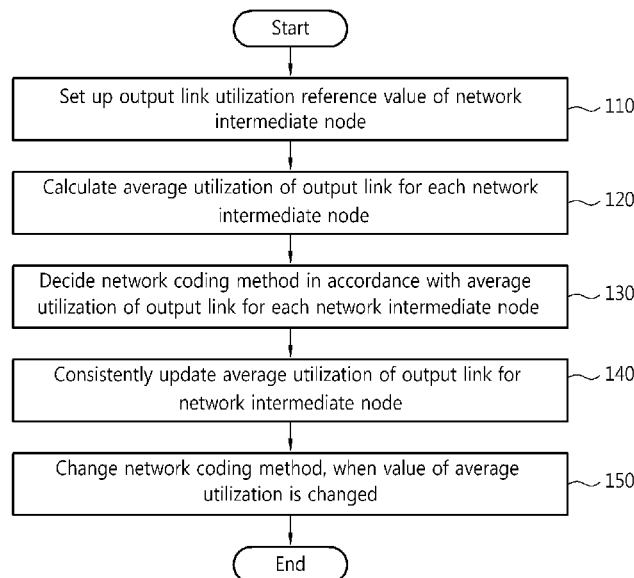 Start
Set up output link utilization reference value of network
intermediate node
110
Calculate average utilization of output link for each network
intermediate node
120
Decide network coding method in accordance with average
utilization of output link for each network intermediate node
130
Consistently update average utilization of output link for
network intermediate node
140
Change network coding method, when value of average
utilization is changed
150
End